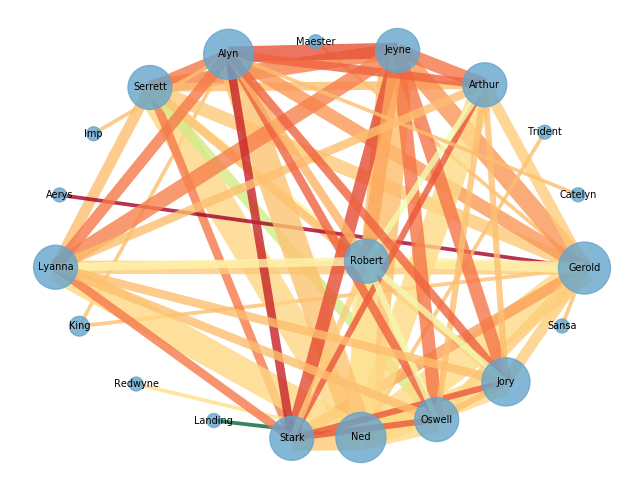 Maester
Alyn
Jeyne
Serrett
Arthur
Imp
Trident
Aerys
Catelyn
Robert
Lyanna
Gerold
King
Sansa
Redwyne
Jory
Landing
Oswell
Stark
Ned